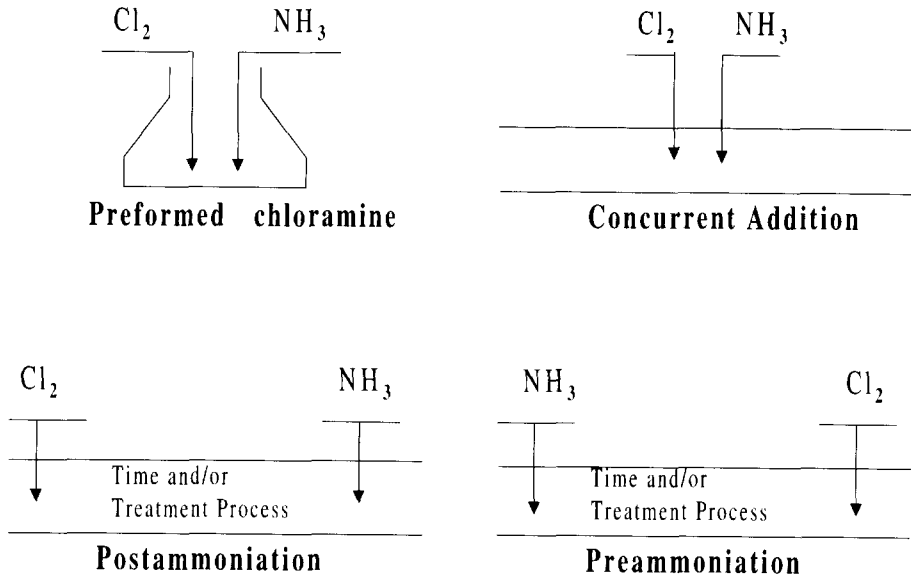 Cl₂ NH₃
Preformed chloramine
Cl₂ NH₃
Concurrent Addition
Cl₂ NH₃
Time and/or
Treatment Process
Postammoniation
NH₃ Cl₂
Time and/or
Treatment Process
Preammoniation